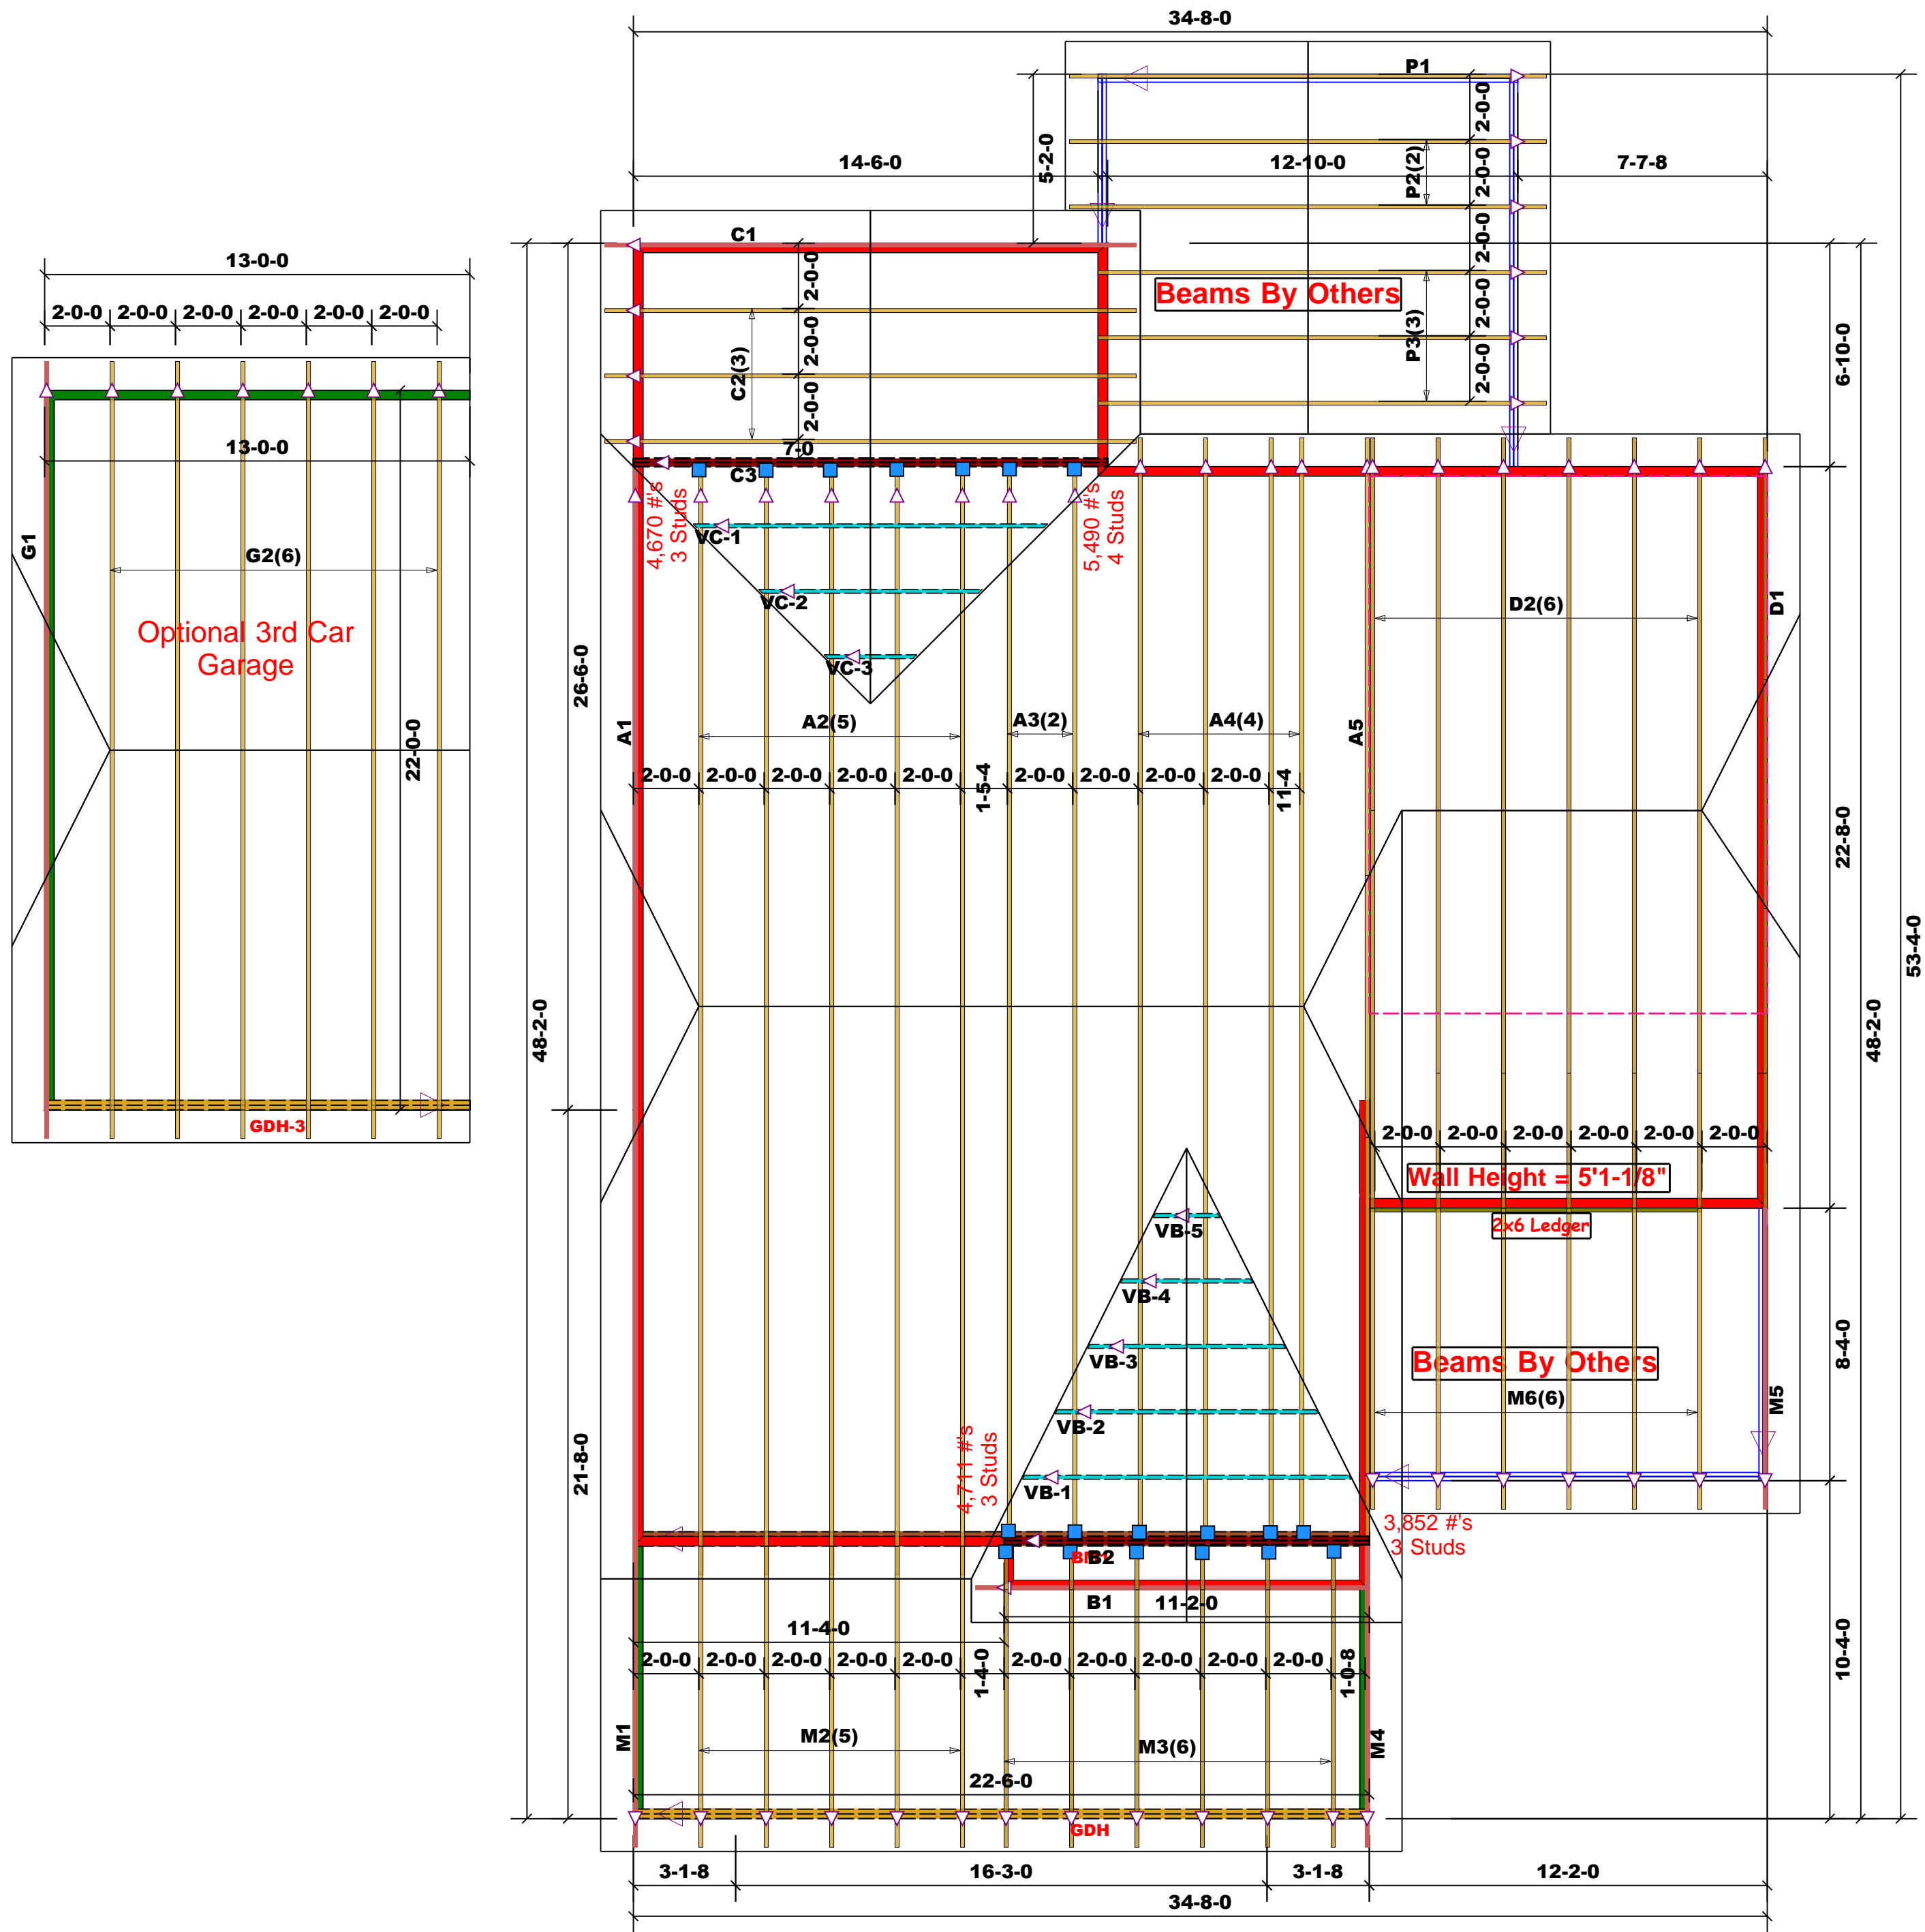 34-8-0
P1
2-0-0
5-2-0
14-6-0
12-10-0
7-7-8
P2(2)
2-0-0
C1
2-0-0
2-0-0
Beams By Others
2-0-0
P3(3)
2-0-0
6-10-0
C2(3)
2-0-0
2-0-0
7-0
C3
13-0-0
2-0-0 2-0-0 2-0-0 2-0-0 2-0-0 2-0-0
13-0-0
G1
G2(6)
Optional 3rd Car
Garage
22-0-0
GDH-3
4,670 #'s
3 Studs
5,490 #'s
4 Studs
VC-1
VC-2
VC-3
26-6-0
D2(6)
D1
A1
A2(5)
A3(2)
A4(4)
A5
2-0-0 2-0-0 2-0-0 2-0-0 2-0-0 1-5-4 2-0-0 2-0-0 2-0-0 2-0-0 11-4
22-8-0
53-4-0
48-2-0
48-2-0
2-0-0 2-0-0 2-0-0 2-0-0 2-0-0 2-0-0
Wall Height = 5'1-1/8"
2x6 Ledger
VB-5
VB-4
VB-3
VB-2
VB-1
Beams By Others
M6(6)
M5
8-4-0
21-8-0
4,711 #'s
3 Studs
3,852 #'s
3 Studs
B2
B1
11-2-0
11-4-0
2-0-0 2-0-0 2-0-0 2-0-0 2-0-0 1-4-0 2-0-0 2-0-0 2-0-0 2-0-0 2-0-0 1-0-8
10-4-0
M1
M2(5)
M3(6)
M4
22-6-0
GDH
3-1-8
16-3-0
3-1-8
12-2-0
34-8-0